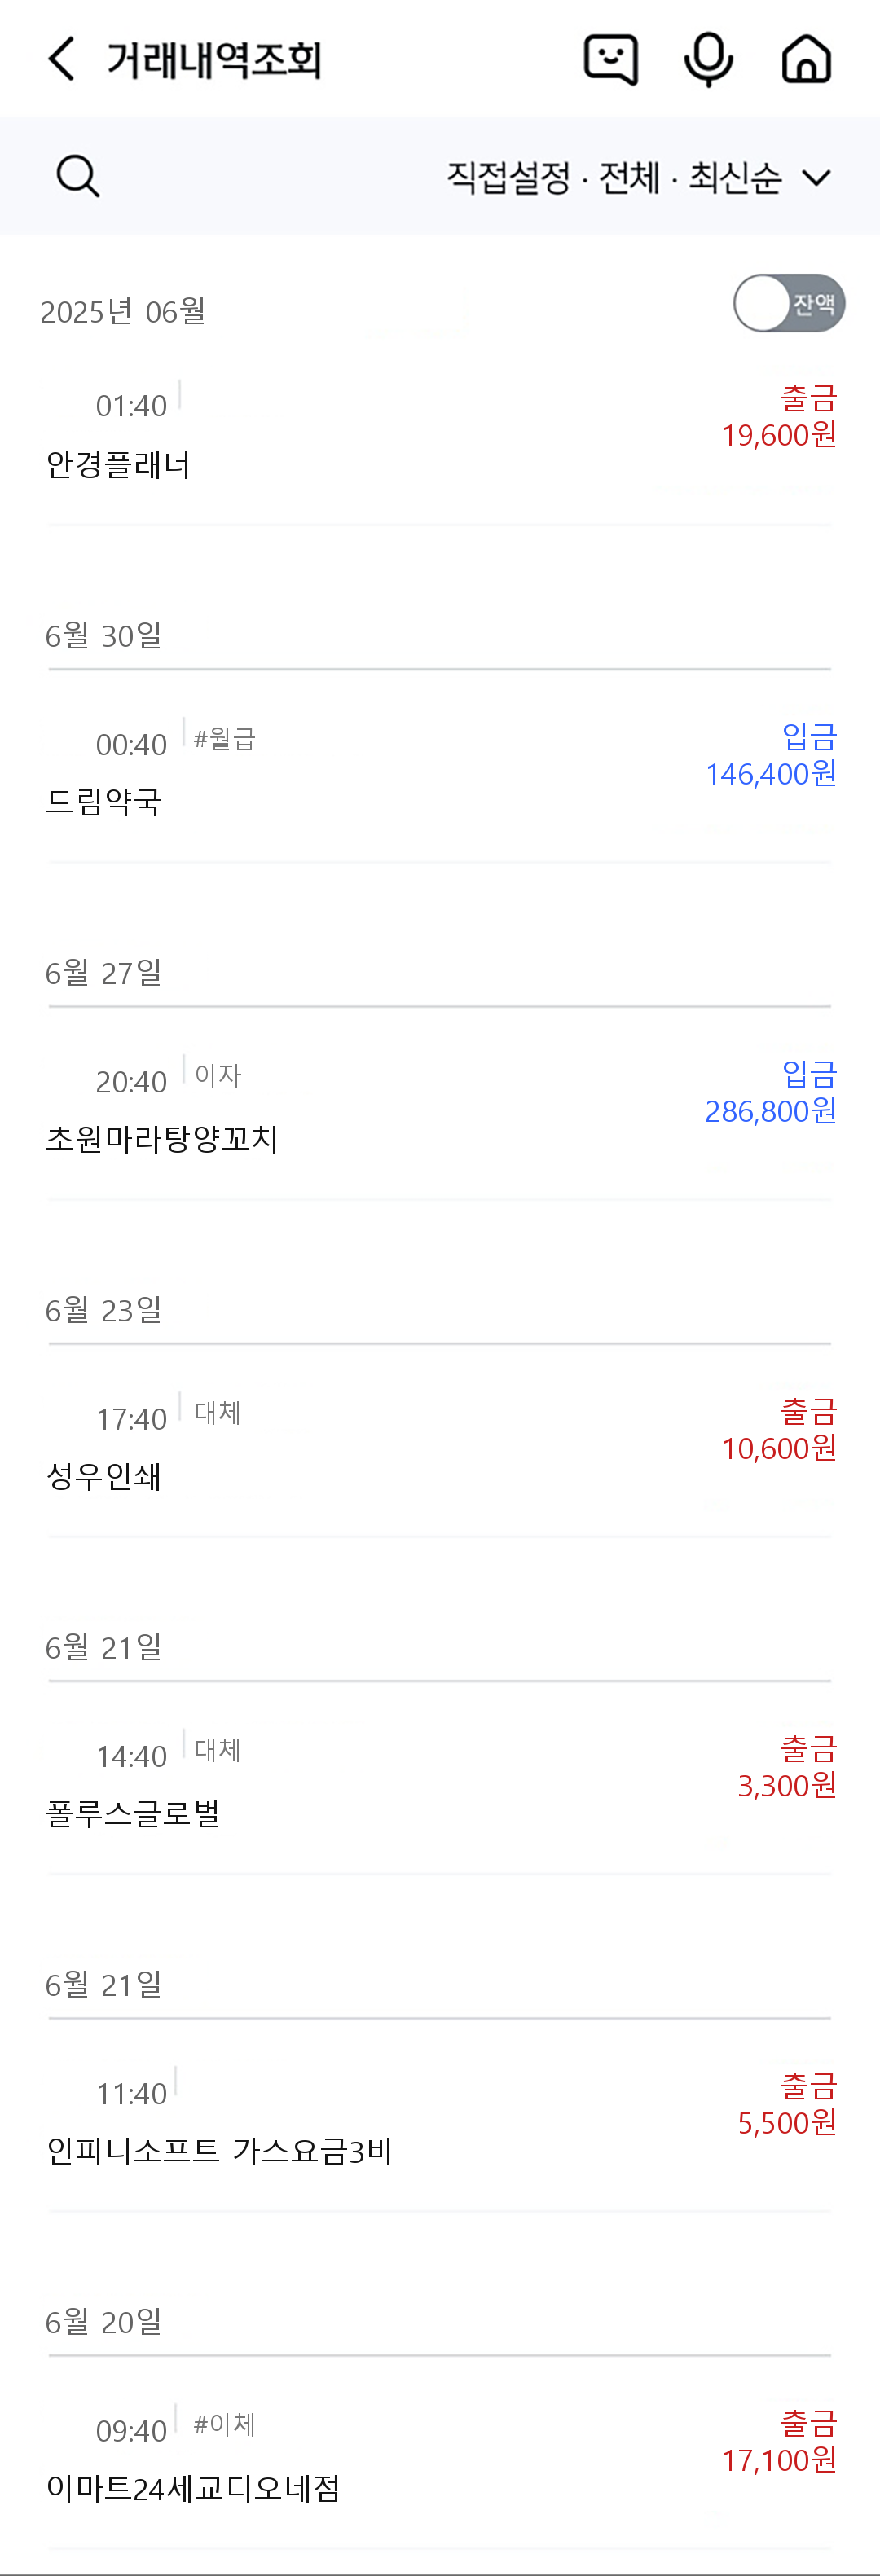 거래내역조회
직접설정 · 전체 · 최신순
2025년 06월
잔액
01:40
출금
19,600원
안경플래너
6월 30일
00:40 #월급
입금
146,400원
드림약국
6월 27일
20:40 이자
입금
286,800원
초원마라탕양꼬치
6월 23일
17:40 대체
출금
10,600원
성우인쇄
6월 21일
14:40 대체
출금
3,300원
폴루스글로벌
6월 21일
11:40
출금
5,500원
인피니소프트 가스요금3비
6월 20일
09:40 #이체
출금
17,100원
이마트24세교디오네점